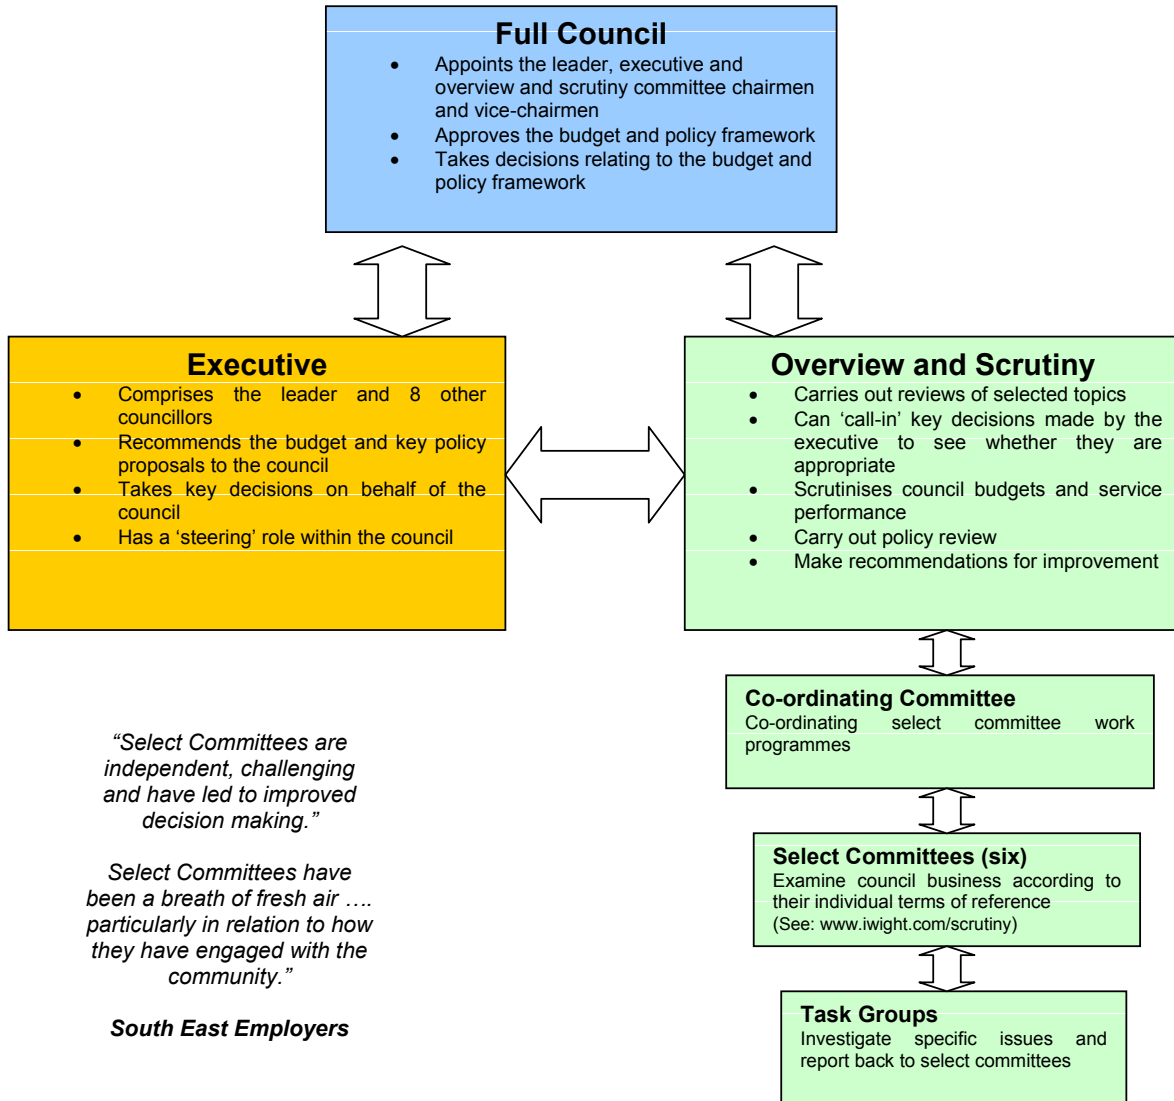 Full Council
• Appoints the leader, executive and
overview and scrutiny committee chairmen
and vice-chairmen
• Approves the budget and policy framework
• Takes decisions relating to the budget and
policy framework
Executive
• Comprises the leader and 8 other
councillors
• Recommends the budget and key policy
proposals to the council
• Takes key decisions on behalf of the
council
• Has a ‘steering’ role within the council
Overview and Scrutiny
• Carries out reviews of selected topics
• Can ‘call-in’ key decisions made by the
executive to see whether they are
appropriate
• Scrutinises council budgets and service
performance
• Carry out policy review
• Make recommendations for improvement
Co-ordinating Committee
Co-ordinating select committee work
programmes
Select Committees (six)
Examine council business according to
their individual terms of reference
(See: www.iwight.com/scrutiny)
Task Groups
Investigate specific issues and
report back to select committees
“Select Committees are
independent, challenging
and have led to improved
decision making.”
Select Committees have
been a breath of fresh air ….
particularly in relation to how
they have engaged with the
community.”
South East Employers